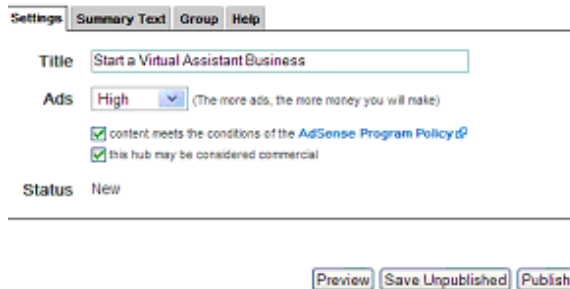 Settings Summary Text Group Help
Title Start a Virtual Assistant Business
Ads High (The more ads, the more money you will make)
content meets the conditions of the AdSense Program Policy
this hub may be considered commercial
Status New
Preview Save Unpublished Publish